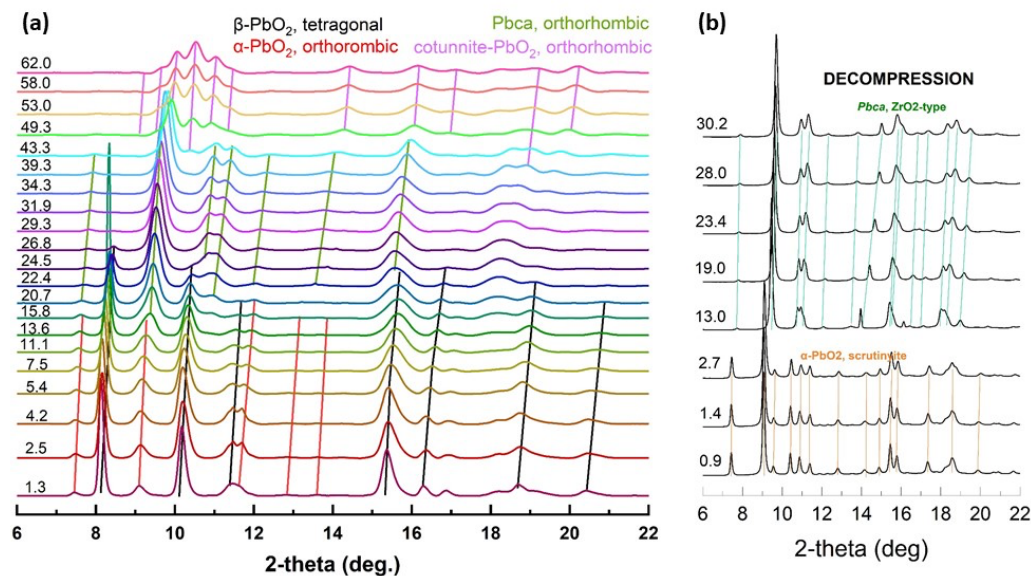 (a)
β-PbO2, tetragonal
Pbca, orthorhombic
α-PbO2, orthorombic
cotunnite-PbO2, orthorhombic
62.0
58.0
53.0
49.3
43.3
39.3
34.3
31.9
29.3
26.8
24.5
22.4
20.7
15.8
13.6
11.1
7.5
5.4
4.2
2.5
1.3
6 8 10 12 14 16 18 20 22
2-theta (deg.)
(b)
DECOMPRESSION
Pbca, ZrO2-type
30.2
28.0
23.4
19.0
13.0
α-PbO2, scrutinyite
2.7
1.4
0.9
6 8 10 12 14 16 18 20 22
2-theta (deg)